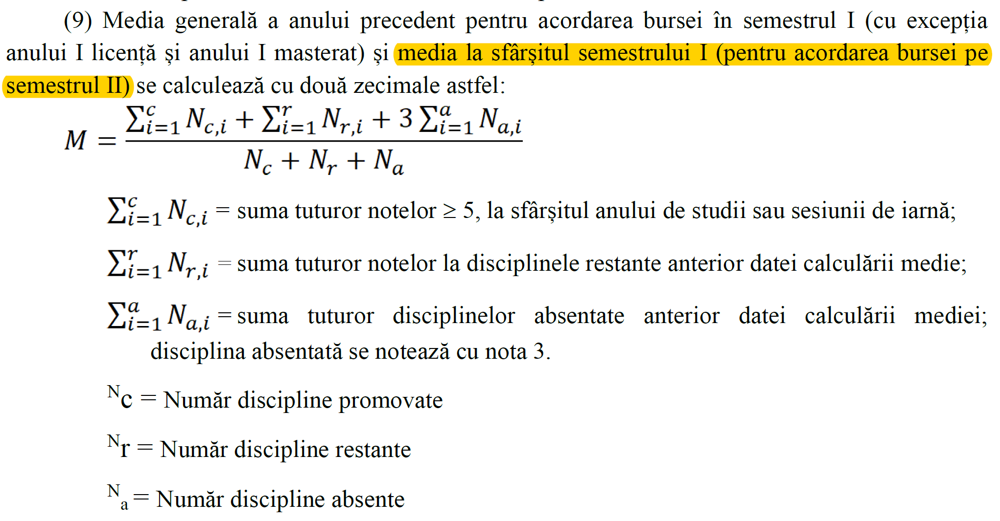 (9) Media generală a anului precedent pentru acordarea bursei în semestrul I (cu excepția
anului I licență și anului I masterat) și media la sfârșitul semestrului I (pentru acordarea bursei pe
semestrul II) se calculează cu două zecimale astfel:
M = \frac{\sum_{i=1}^{c} N_{c,i} + \sum_{i=1}^{r} N_{r,i} + 3 \sum_{i=1}^{a} N_{a,i}}{N_c + N_r + N_a}
\sum_{i=1}^{c} N_{c,i} = suma tuturor notelor ≥ 5, la sfârșitul anului de studii sau sesiunii de iarnă;
\sum_{i=1}^{r} N_{r,i} = suma tuturor notelor la disciplinele restante anterior datei calculării medie;
\sum_{i=1}^{a} N_{a,i} = suma tuturor disciplinelor absentate anterior datei calculării mediei;
disciplina absentată se notează cu nota 3.
N_c = Număr discipline promovate
N_r = Număr discipline restante
N_a = Număr discipline absente